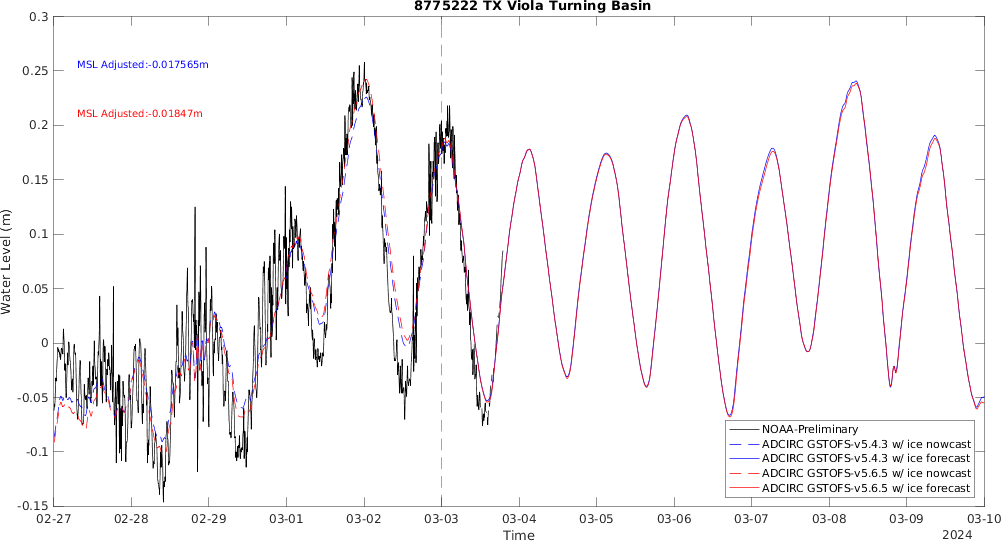 8775222 TX Viola Turning Basin
MSL Adjusted:-0.017565m
MSL Adjusted:-0.01847m
Water Level (m)
0.3
0.25
0.2
0.15
0.1
0.05
0
-0.05
-0.1
-0.15
NOAA-Preliminary
ADCIRC GSTOFS-v5.4.3 w/ ice nowcast
ADCIRC GSTOFS-v5.4.3 w/ ice forecast
ADCIRC GSTOFS-v5.6.5 w/ ice nowcast
ADCIRC GSTOFS-v5.6.5 w/ ice forecast
02-27 02-28 02-29 03-01 03-02 03-03 03-04 03-05 03-06 03-07 03-08 03-09 03-10
Time
2024